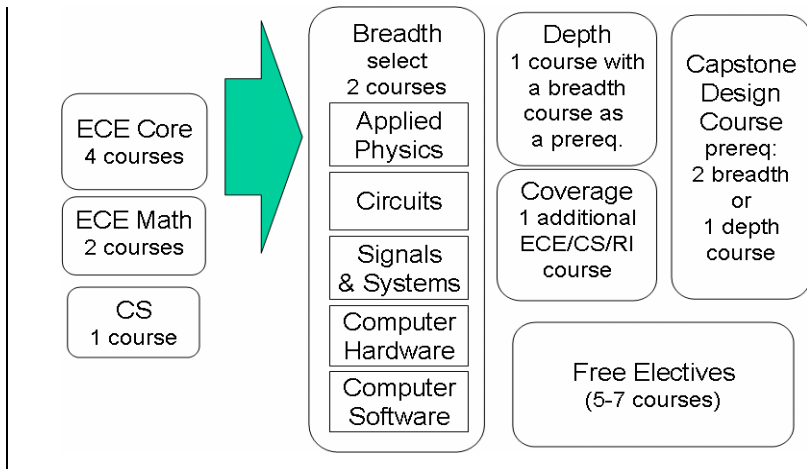 ECE Core
4 courses
ECE Math
2 courses
CS
1 course
Breadth
select
2 courses
Applied
Physics
Circuits
Signals
& Systems
Computer
Hardware
Computer
Software
Depth
1 course with
a breadth
course as
a prereq.
Coverage
1 additional
ECE/CS/RI
course
Capstone
Design
Course
prereq:
2 breadth
or
1 depth
course
Free Electives
(5-7 courses)